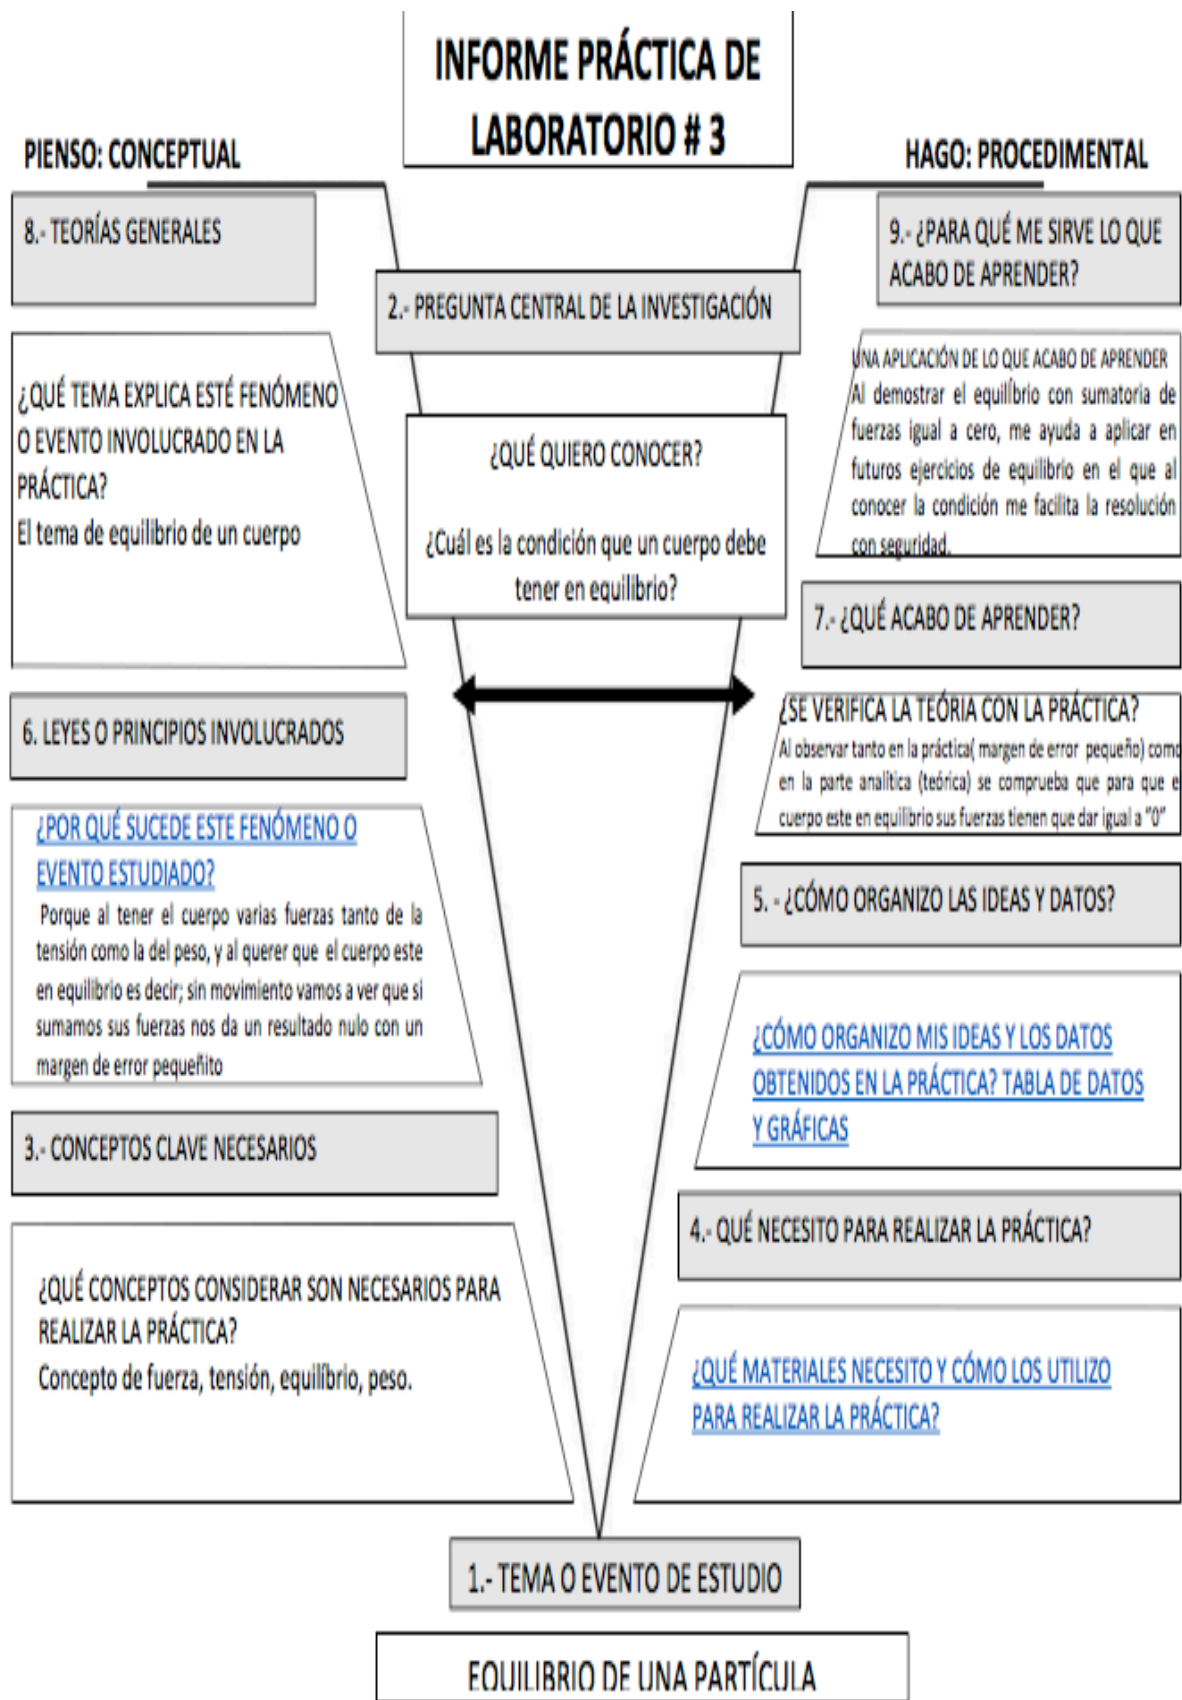 INFORME PRÁCTICA DE
LABORATORIO # 3
PIENSO: CONCEPTUAL
HAGO: PROCEDIMENTAL
8.- TEORÍAS GENERALES
9.- ¿PARA QUÉ ME SIRVE LO QUE
ACABO DE APRENDER?
2.- PREGUNTA CENTRAL DE LA INVESTIGACIÓN
¿QUÉ TEMA EXPLICA ESTÉ FENÓMENO
O EVENTO INVOLUCRADO EN LA
PRÁCTICA?
El tema de equilibrio de un cuerpo
¿QUÉ QUIERO CONOCER?
¿Cuál es la condición que un cuerpo debe
tener en equilibrio?
UNA APLICACIÓN DE LO QUE ACABO DE APRENDER
Al demostrar el equilibrio con sumatoria de
fuerzas igual a cero, me ayuda a aplicar en
futuros ejercicios de equilibrio en el que al
conocer la condición me facilita la resolución
con seguridad.
7.- ¿QUÉ ACABO DE APRENDER?
6. LEYES O PRINCIPIOS INVOLUCRADOS
¿SE VERIFICA LA TEÓRIA CON LA PRÁCTICA?
Al observar tanto en la práctica( margen de error pequeño) como
en la parte analítica (teórica) se comprueba que para que e
cuerpo este en equilibrio sus fuerzas tienen que dar igual a "0"
¿POR QUÉ SUCEDE ESTE FENÓMENO O
EVENTO ESTUDIADO?
Porque al tener el cuerpo varias fuerzas tanto de la
tensión como la del peso, y al querer que el cuerpo este
en equilibrio es decir; sin movimiento vamos a ver que si
sumamos sus fuerzas nos da un resultado nulo con un
margen de error pequeñito
5. - ¿CÓMO ORGANIZO LAS IDEAS Y DATOS?
¿CÓMO ORGANIZO MIS IDEAS Y LOS DATOS
OBTENIDOS EN LA PRÁCTICA? TABLA DE DATOS
Y GRÁFICAS
3.- CONCEPTOS CLAVE NECESARIOS
4.- QUÉ NECESITO PARA REALIZAR LA PRÁCTICA?
¿QUÉ CONCEPTOS CONSIDERAR SON NECESARIOS PARA
REALIZAR LA PRÁCTICA?
Concepto de fuerza, tensión, equilibrio, peso.
¿QUÉ MATERIALES NECESITO Y CÓMO LOS UTILIZO
PARA REALIZAR LA PRÁCTICA?
1.- TEMA O EVENTO DE ESTUDIO
EQUILIBRIO DE UNA PARTÍCULA